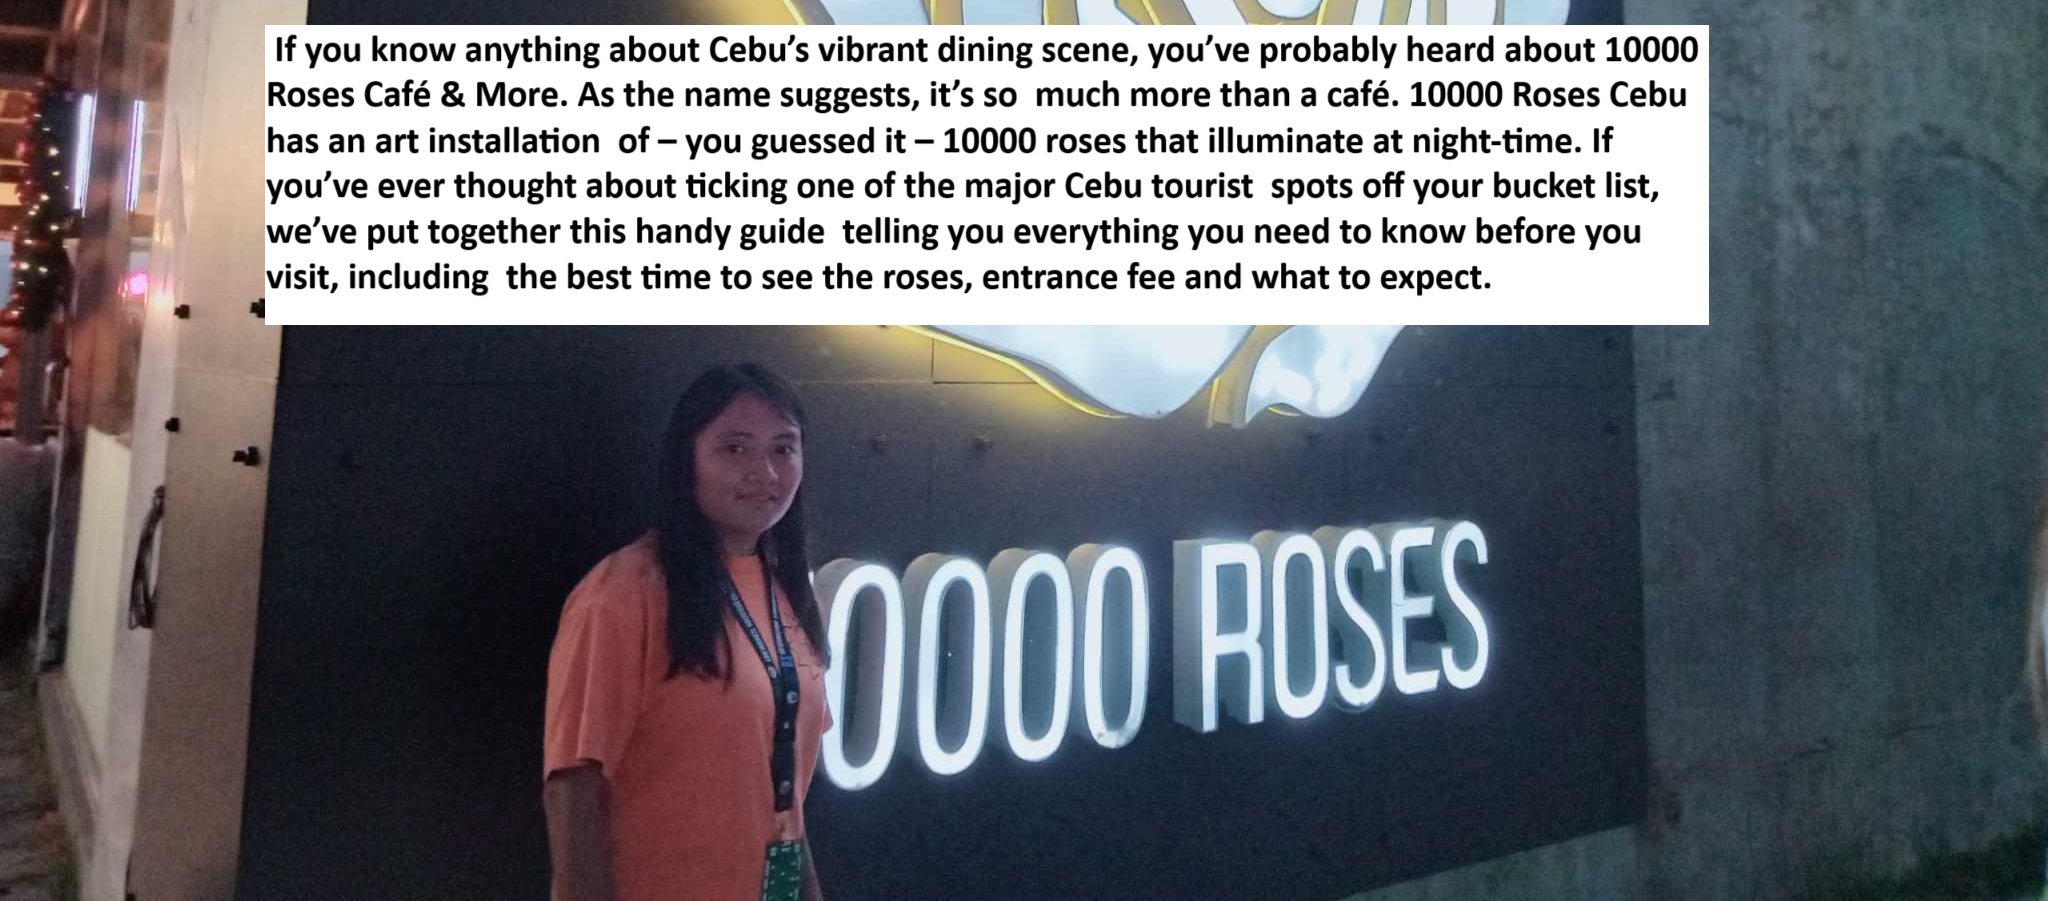 If you know anything about Cebu’s vibrant dining scene, you’ve probably heard about 10000
Roses Café & More. As the name suggests, it’s so  much more than a café. 10000 Roses Cebu
has an art installation  of – you guessed it – 10000 roses that illuminate at night-time. If
you’ve ever thought about ticking one of the major Cebu tourist  spots off your bucket list,
we’ve put together this handy guide  telling you everything you need to know before you
visit, including  the best time to see the roses, entrance fee and what to expect.
0000 ROSES